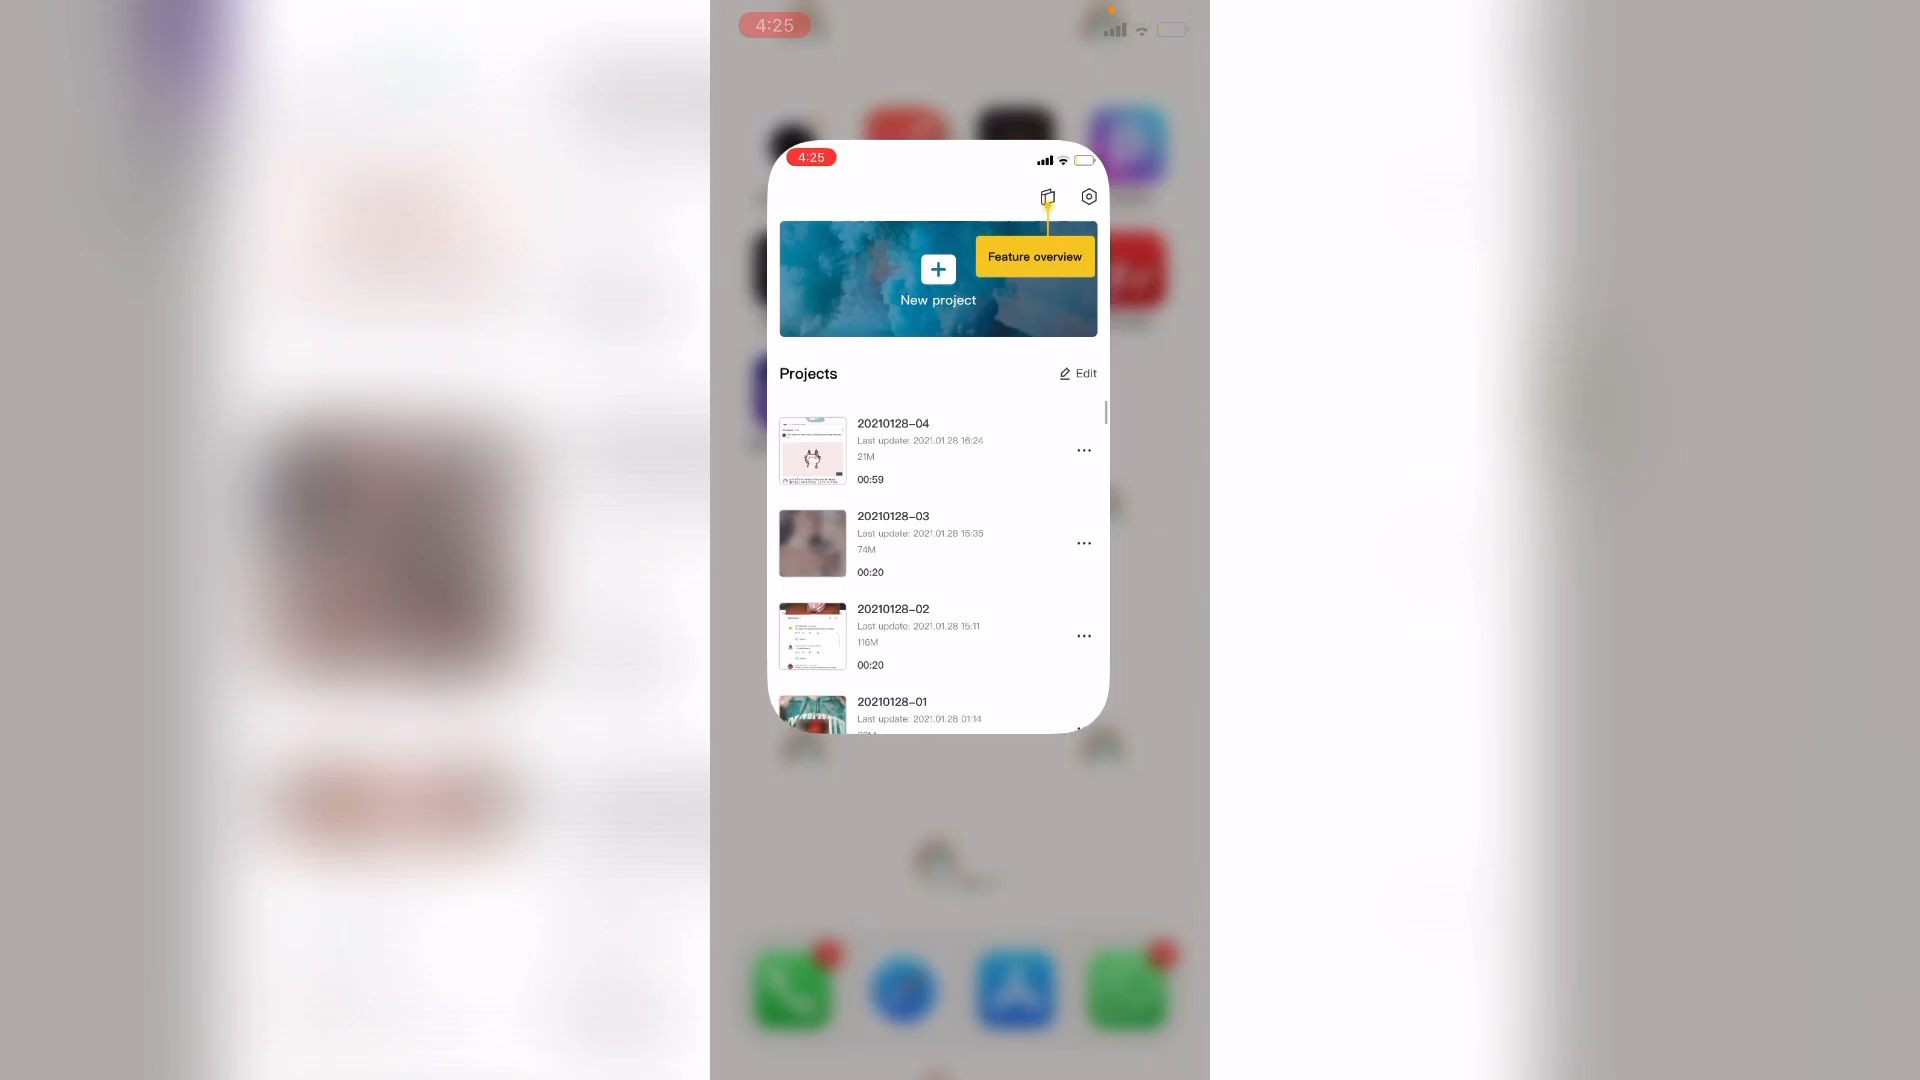 4:25
4:25
Feature overview
New project
Projects
Edit
20210128-04
Last update: 2021.01.28 16:24
21M
00:59
20210128-03
Last update: 2021.01.28 15:35
74M
00:20
20210128-02
Last update: 2021.01.28 15:11
116M
00:20
20210128-01
Last update: 2021.01.28 01:14